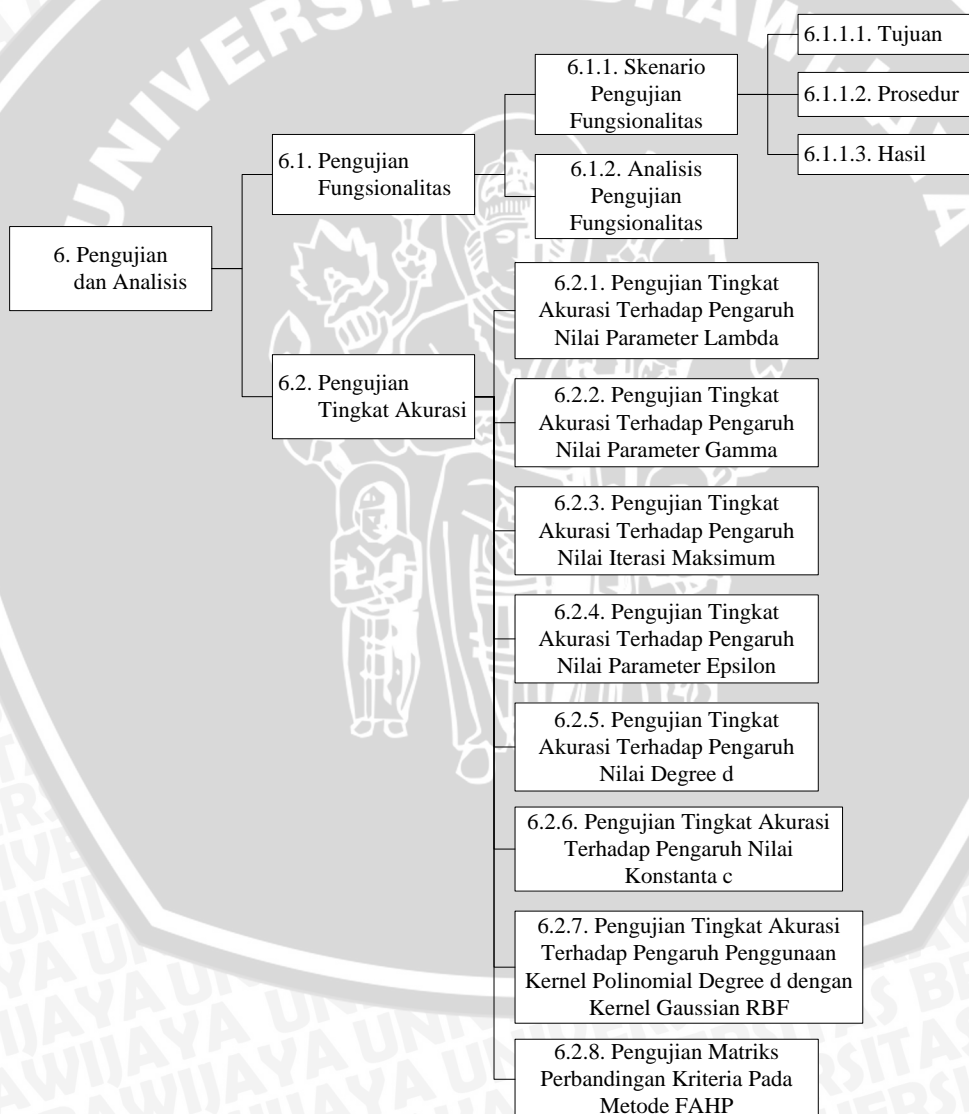 6. Pengujian
dan Analisis
6.1. Pengujian
Fungsionalitas
6.1.1. Skenario
Pengujian
Fungsionalitas
6.1.1.1. Tujuan
6.1.1.2. Prosedur
6.1.1.3. Hasil
6.1.2. Analisis
Pengujian
Fungsionalitas
6.2. Pengujian
Tingkat Akurasi
6.2.1. Pengujian Tingkat
Akurasi Terhadap Pengaruh
Nilai Parameter Lambda
6.2.2. Pengujian Tingkat
Akurasi Terhadap Pengaruh
Nilai Parameter Gamma
6.2.3. Pengujian Tingkat
Akurasi Terhadap Pengaruh
Nilai Iterasi Maksimum
6.2.4. Pengujian Tingkat
Akurasi Terhadap Pengaruh
Nilai Parameter Epsilon
6.2.5. Pengujian Tingkat
Akurasi Terhadap Pengaruh
Nilai Degree d
6.2.6. Pengujian Tingkat Akurasi
Terhadap Pengaruh Nilai
Konstanta c
6.2.7. Pengujian Tingkat Akurasi
Terhadap Pengaruh Penggunaan
Kernel Polinomial Degree d dengan
Kernel Gaussian RBF
6.2.8. Pengujian Matriks
Perbandingan Kriteria Pada
Metode FAHP